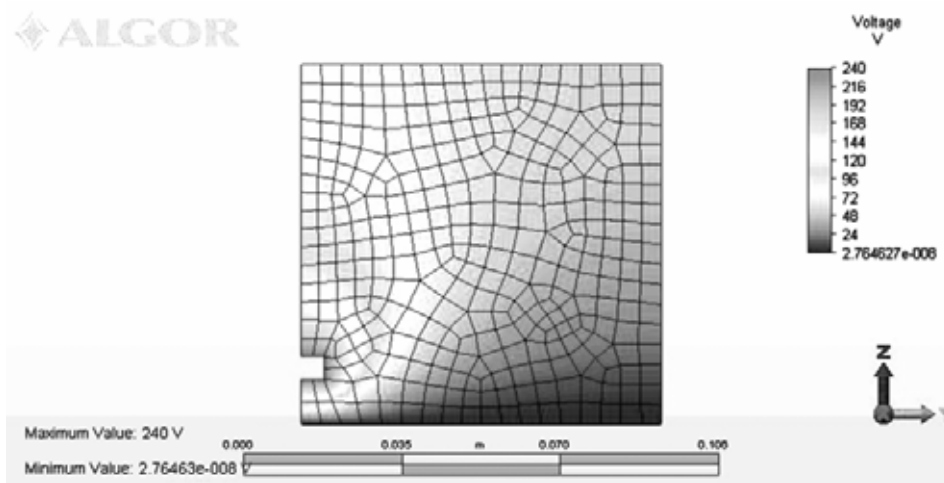 ALGOR
Voltage
V
240
216
192
168
144
120
96
72
48
24
2.764627e-008
Z
Y
Maximum Value: 240 V
0.000 0.035 m 0.070 0.105
Minimum Value: 2.76463e-008 V